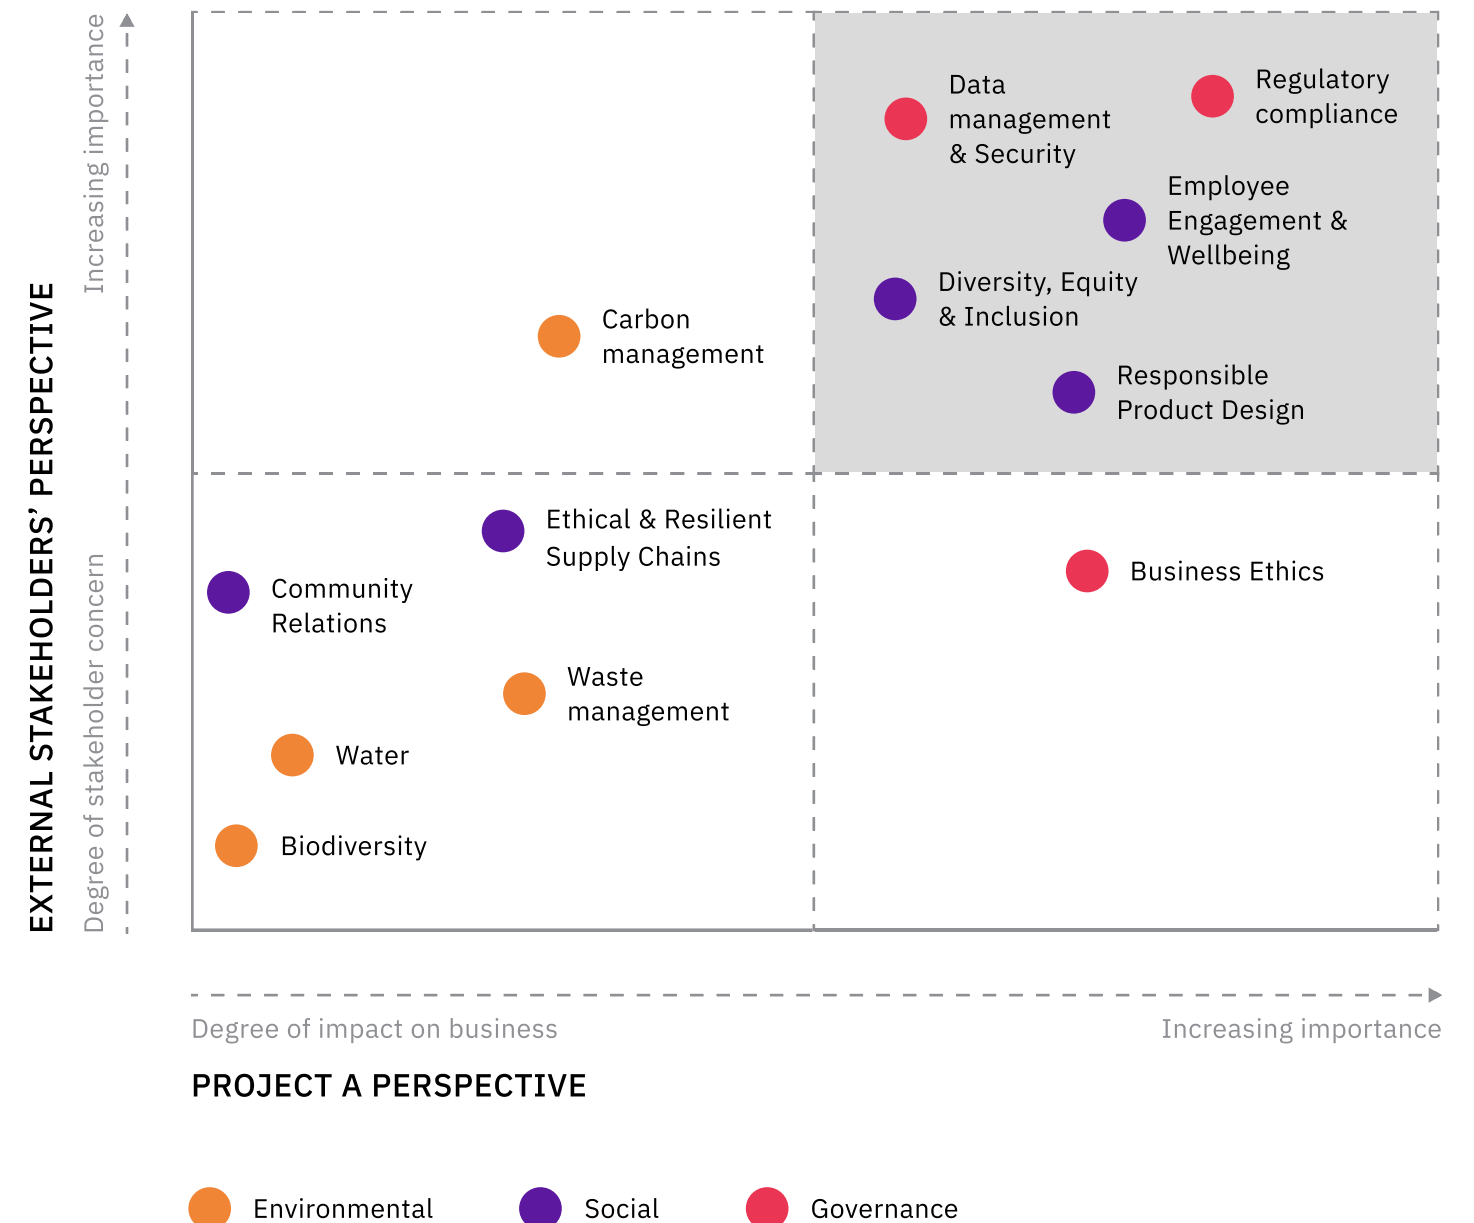 Increasing importance
Degree of stakeholder concern
EXTERNAL STAKEHOLDERS’ PERSPECTIVE
Data
management
& Security
Regulatory
compliance
Employee
Engagement &
Wellbeing
Diversity, Equity
& Inclusion
Carbon
management
Responsible
Product Design
Ethical & Resilient
Supply Chains
Community
Relations
Business Ethics
Waste
management
Water
Biodiversity
Degree of impact on business
Increasing importance
PROJECT A PERSPECTIVE
Environmental
Social
Governance